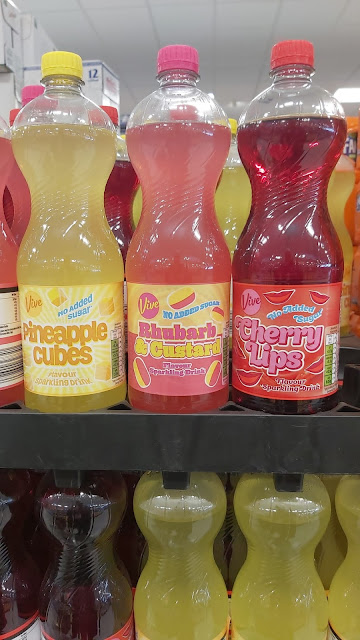 12
Vive
No Added
Sugar
Pineapple
cubes
Flavour
Sparkling Drink
Vive
No Added Sugar
Rhubarb
& Custard
Flavour
Sparkling Drink
Vive
No Added
Sugar
Cherry
Lips
Flavour
Sparkling Drink